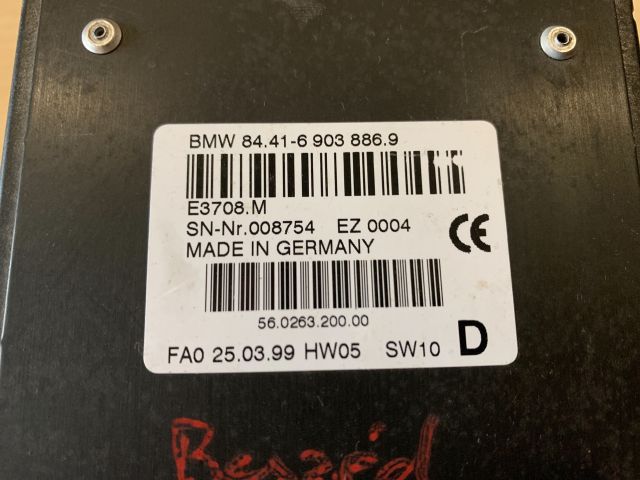 BMW 84.41-6 903 886.9
E3708.M
SN-Nr.008754 EZ 0004
MADE IN GERMANY
CE
56.0263.200.00
FA0 25.03.99 HW05 SW10 D
Beszéd